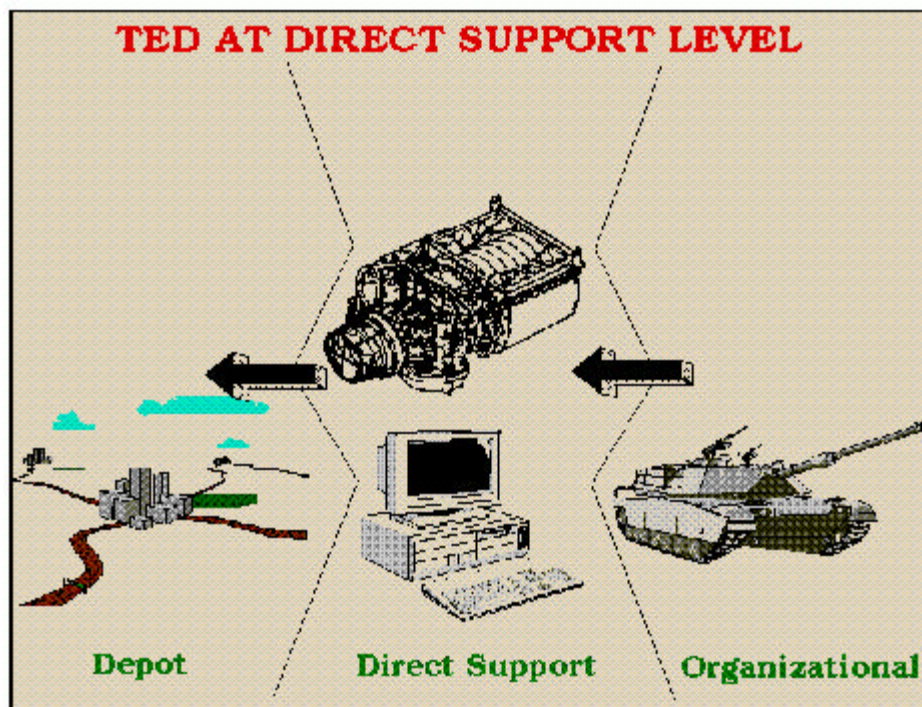 TED AT DIRECT SUPPORT LEVEL
Depot
Direct Support
Organizational